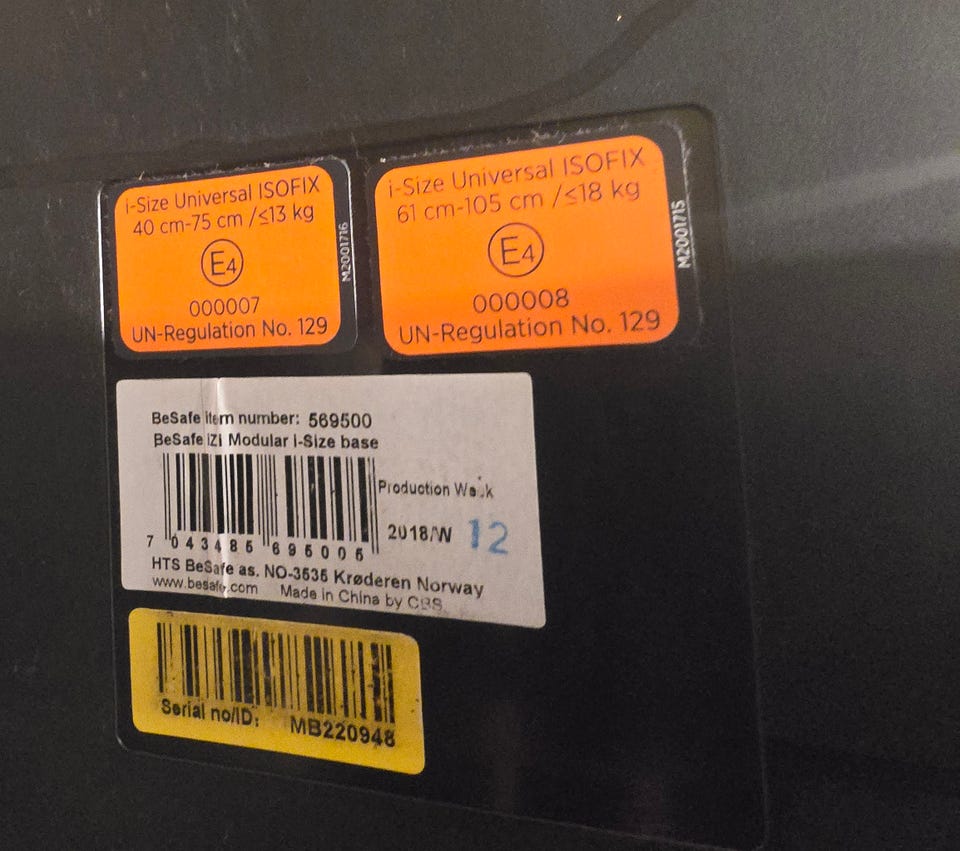 i-Size Universal ISOFIX
40 cm-75 cm /≤13 kg
E4
000007
UN-Regulation No. 129
M2001716
i-Size Universal ISOFIX
61 cm-105 cm /≤18 kg
E4
000008
UN-Regulation No. 129
M2001715
BeSafe item number: 569500
BeSafe iZi Modular i-Size base
Production Week
2018/W 12
7 043485 695005
HTS BeSafe as. NO-3535 Krøderen Norway
www.besafe.com Made in China by CBS
Serial no/ID: MB220948